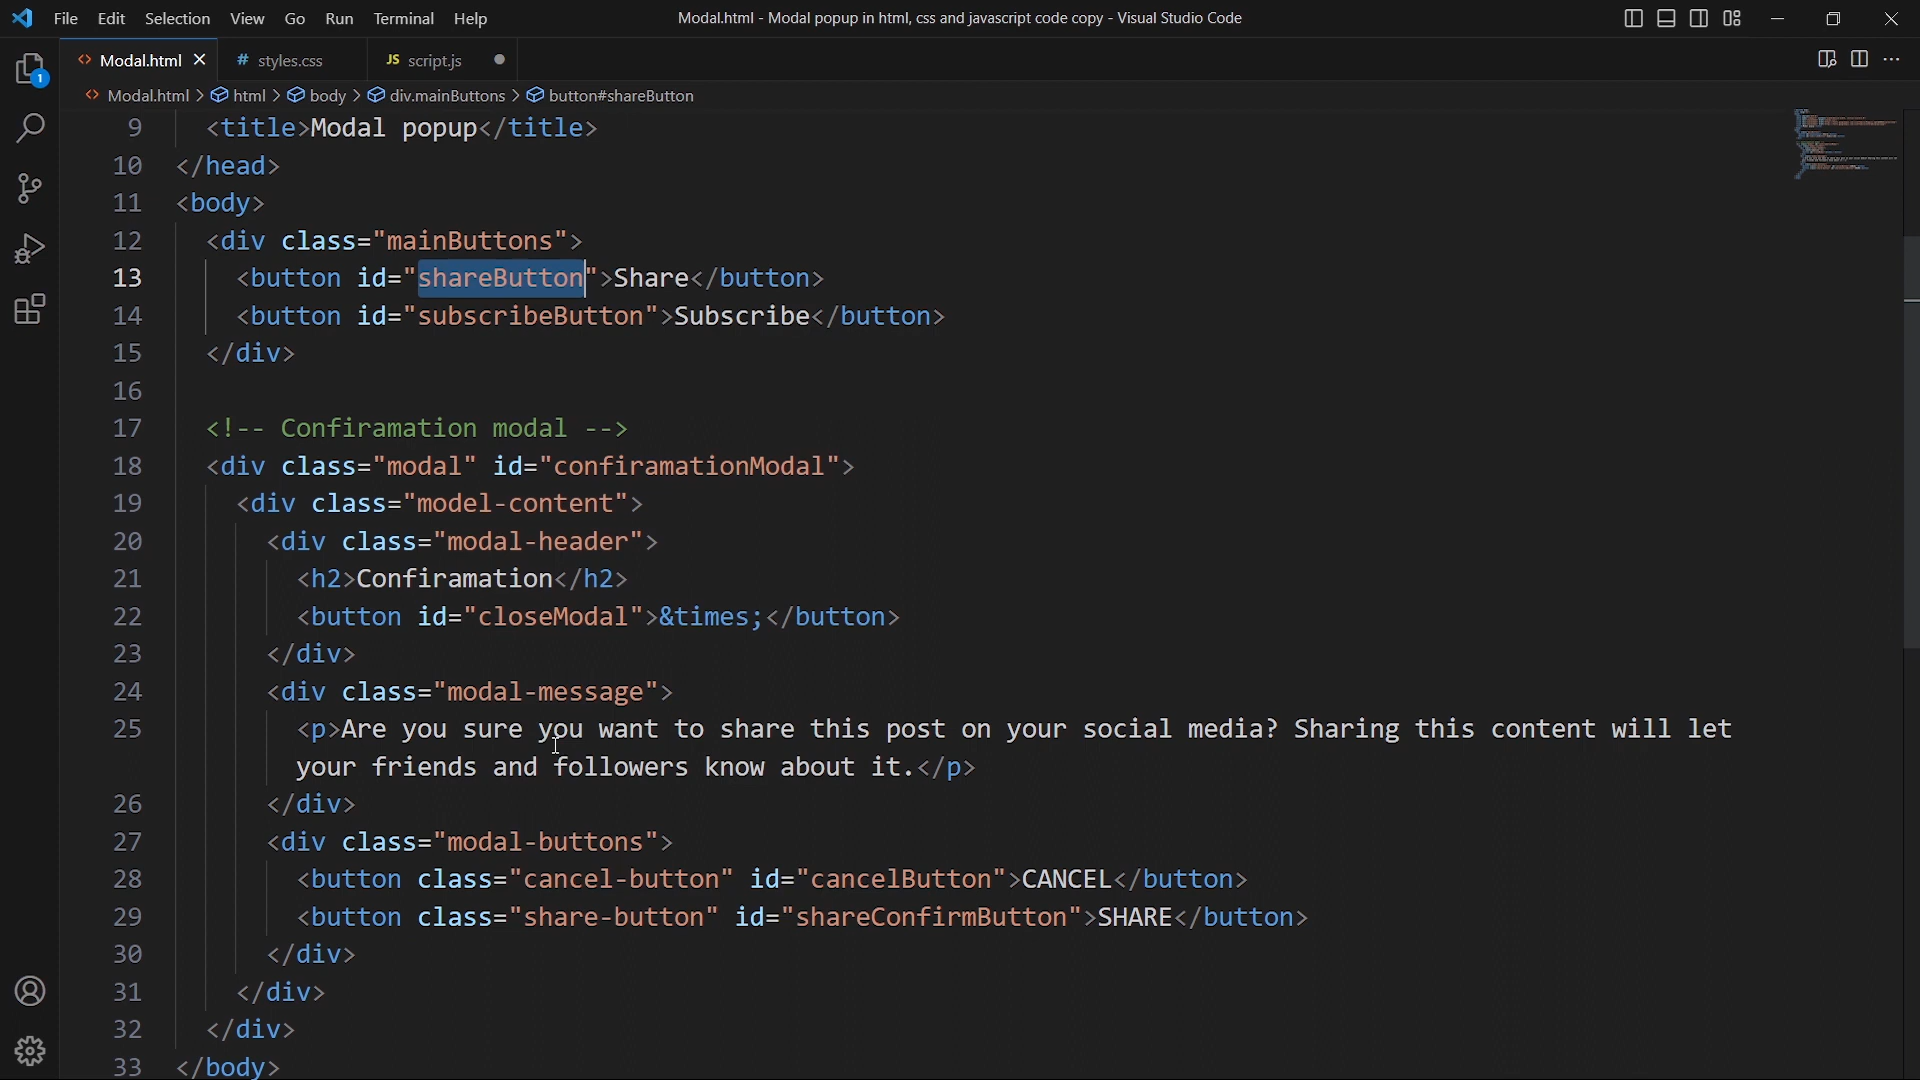 File Edit Selection View Go Run Terminal Help Modal.html - Modal popup in html, css and javascript code copy - Visual Studio Code
<> Modal.html × # styles.css JS script.js ●
1
<> Modal.html > html > body > div.mainButtons > button#shareButton
9 <title>Modal popup</title>
10 </head>
11 <body>
12 <div class="mainButtons">
13 <button id="shareButton">Share</button>
14 <button id="subscribeButton">Subscribe</button>
15 </div>
16
17 <!-- Confiramation modal -->
18 <div class="modal" id="confiramationModal">
19 <div class="model-content">
20 <div class="modal-header">
21 <h2>Confiramation</h2>
22 <button id="closeModal">&times;</button>
23 </div>
24 <div class="modal-message">
25 <p>Are you sure you want to share this post on your social media? Sharing this content will let
your friends and followers know about it.</p>
26 </div>
27 <div class="modal-buttons">
28 <button class="cancel-button" id="cancelButton">CANCEL</button>
29 <button class="share-button" id="shareConfirmButton">SHARE</button>
30 </div>
31 </div>
32 </div>
33 </body>